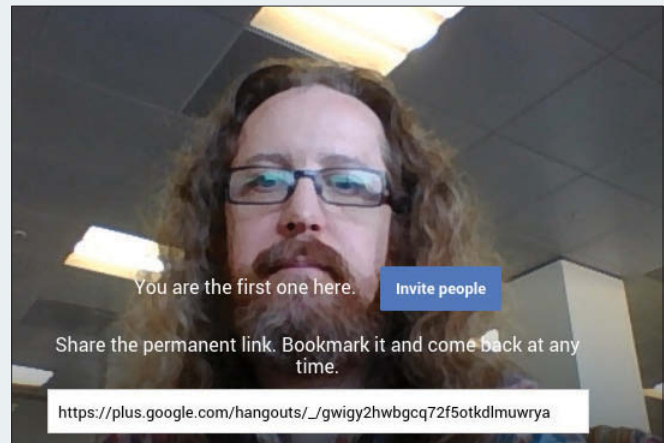 You are the first one here.
Invite people
Share the permanent link. Bookmark it and come back at any
time.
https://plus.google.com/hangouts/_/gwigy2hwbgcq72f5otkdlmuwrya